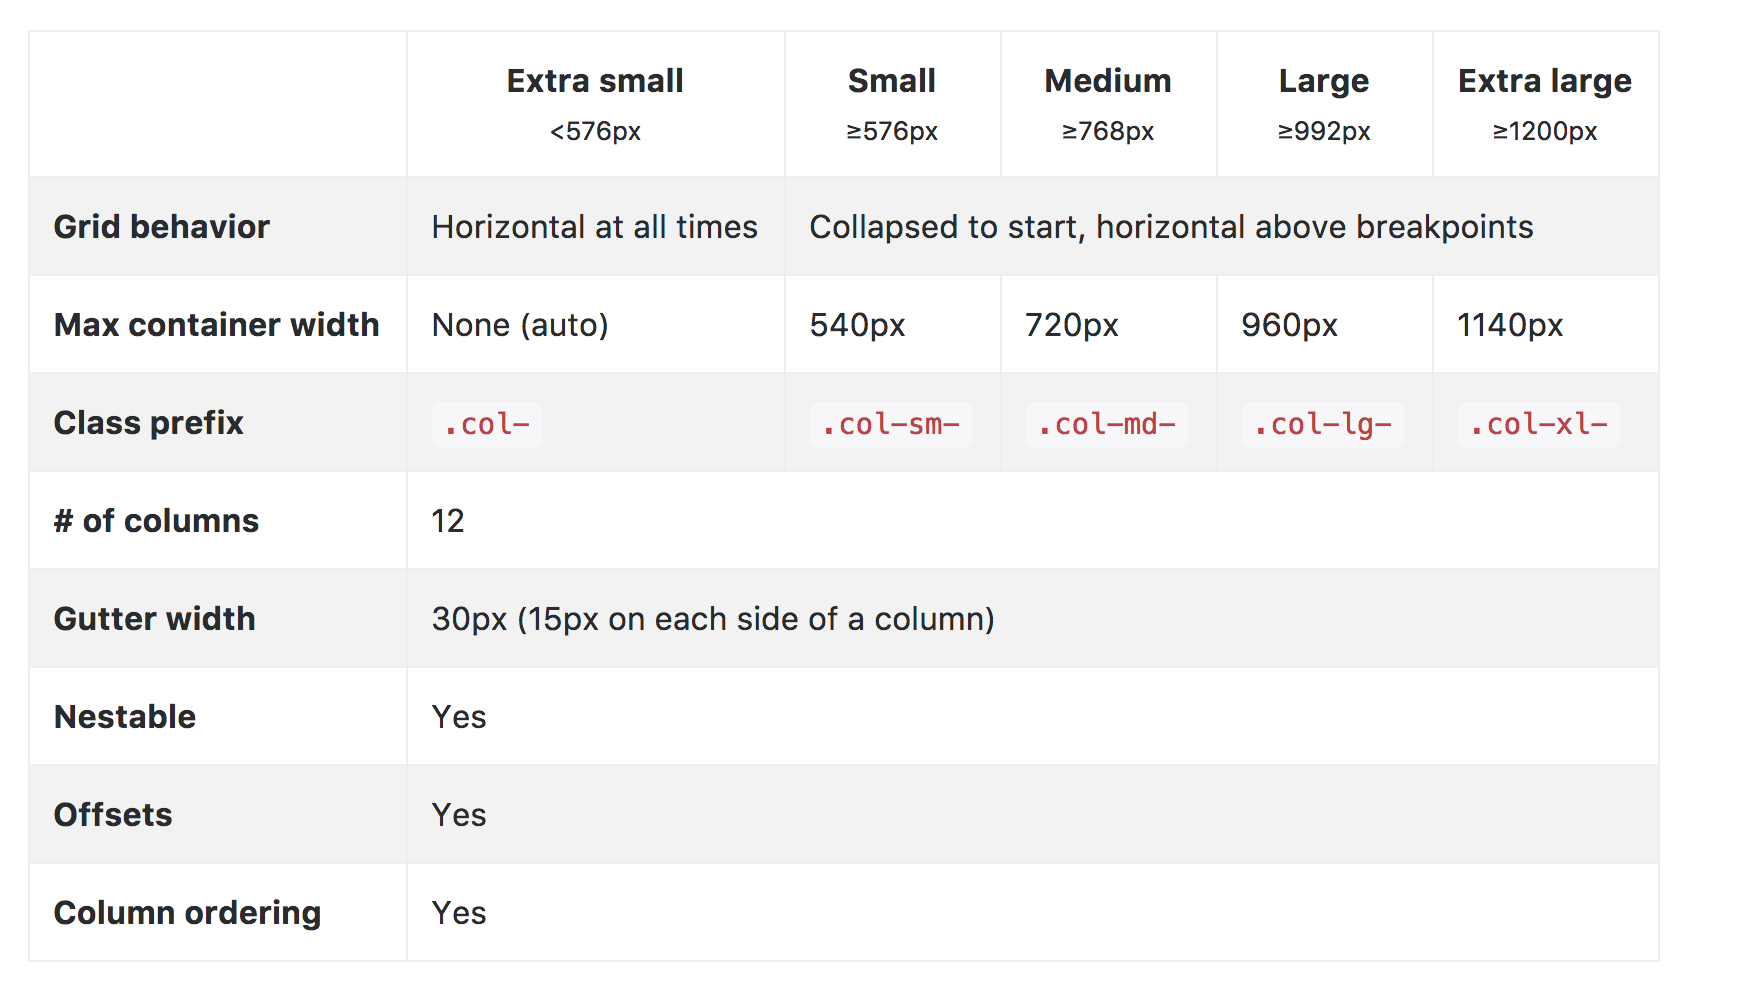 Extra small Small Medium Large Extra large
<576px ≥576px ≥768px ≥992px ≥1200px
Grid behavior Horizontal at all times Collapsed to start, horizontal above breakpoints
Max container width None (auto) 540px 720px 960px 1140px
Class prefix .col- .col-sm- .col-md- .col-lg- .col-xl-
# of columns 12
Gutter width 30px (15px on each side of a column)
Nestable Yes
Offsets Yes
Column ordering Yes